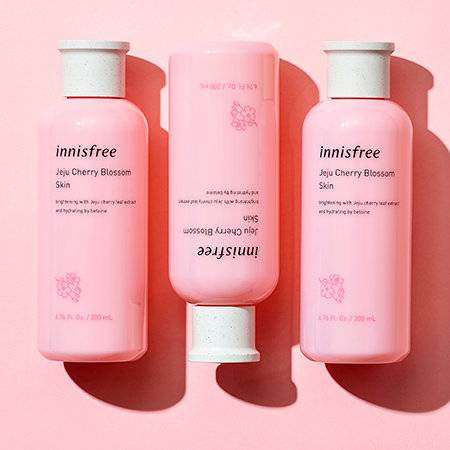 innisfree
Jeju Cherry Blossom
Skin
brightening with Jeju cherry leaf extract
and hydrating by betaine
6.76 Fl. Oz. / 200 mL
innisfree
Jeju Cherry Blossom
Skin
brightening with Jeju cherry leaf extract
and hydrating by betaine
6.76 Fl. Oz. / 200 mL
innisfree
Jeju Cherry Blossom
Skin
brightening with Jeju cherry leaf extract
and hydrating by betaine
6.76 Fl. Oz. / 200 mL